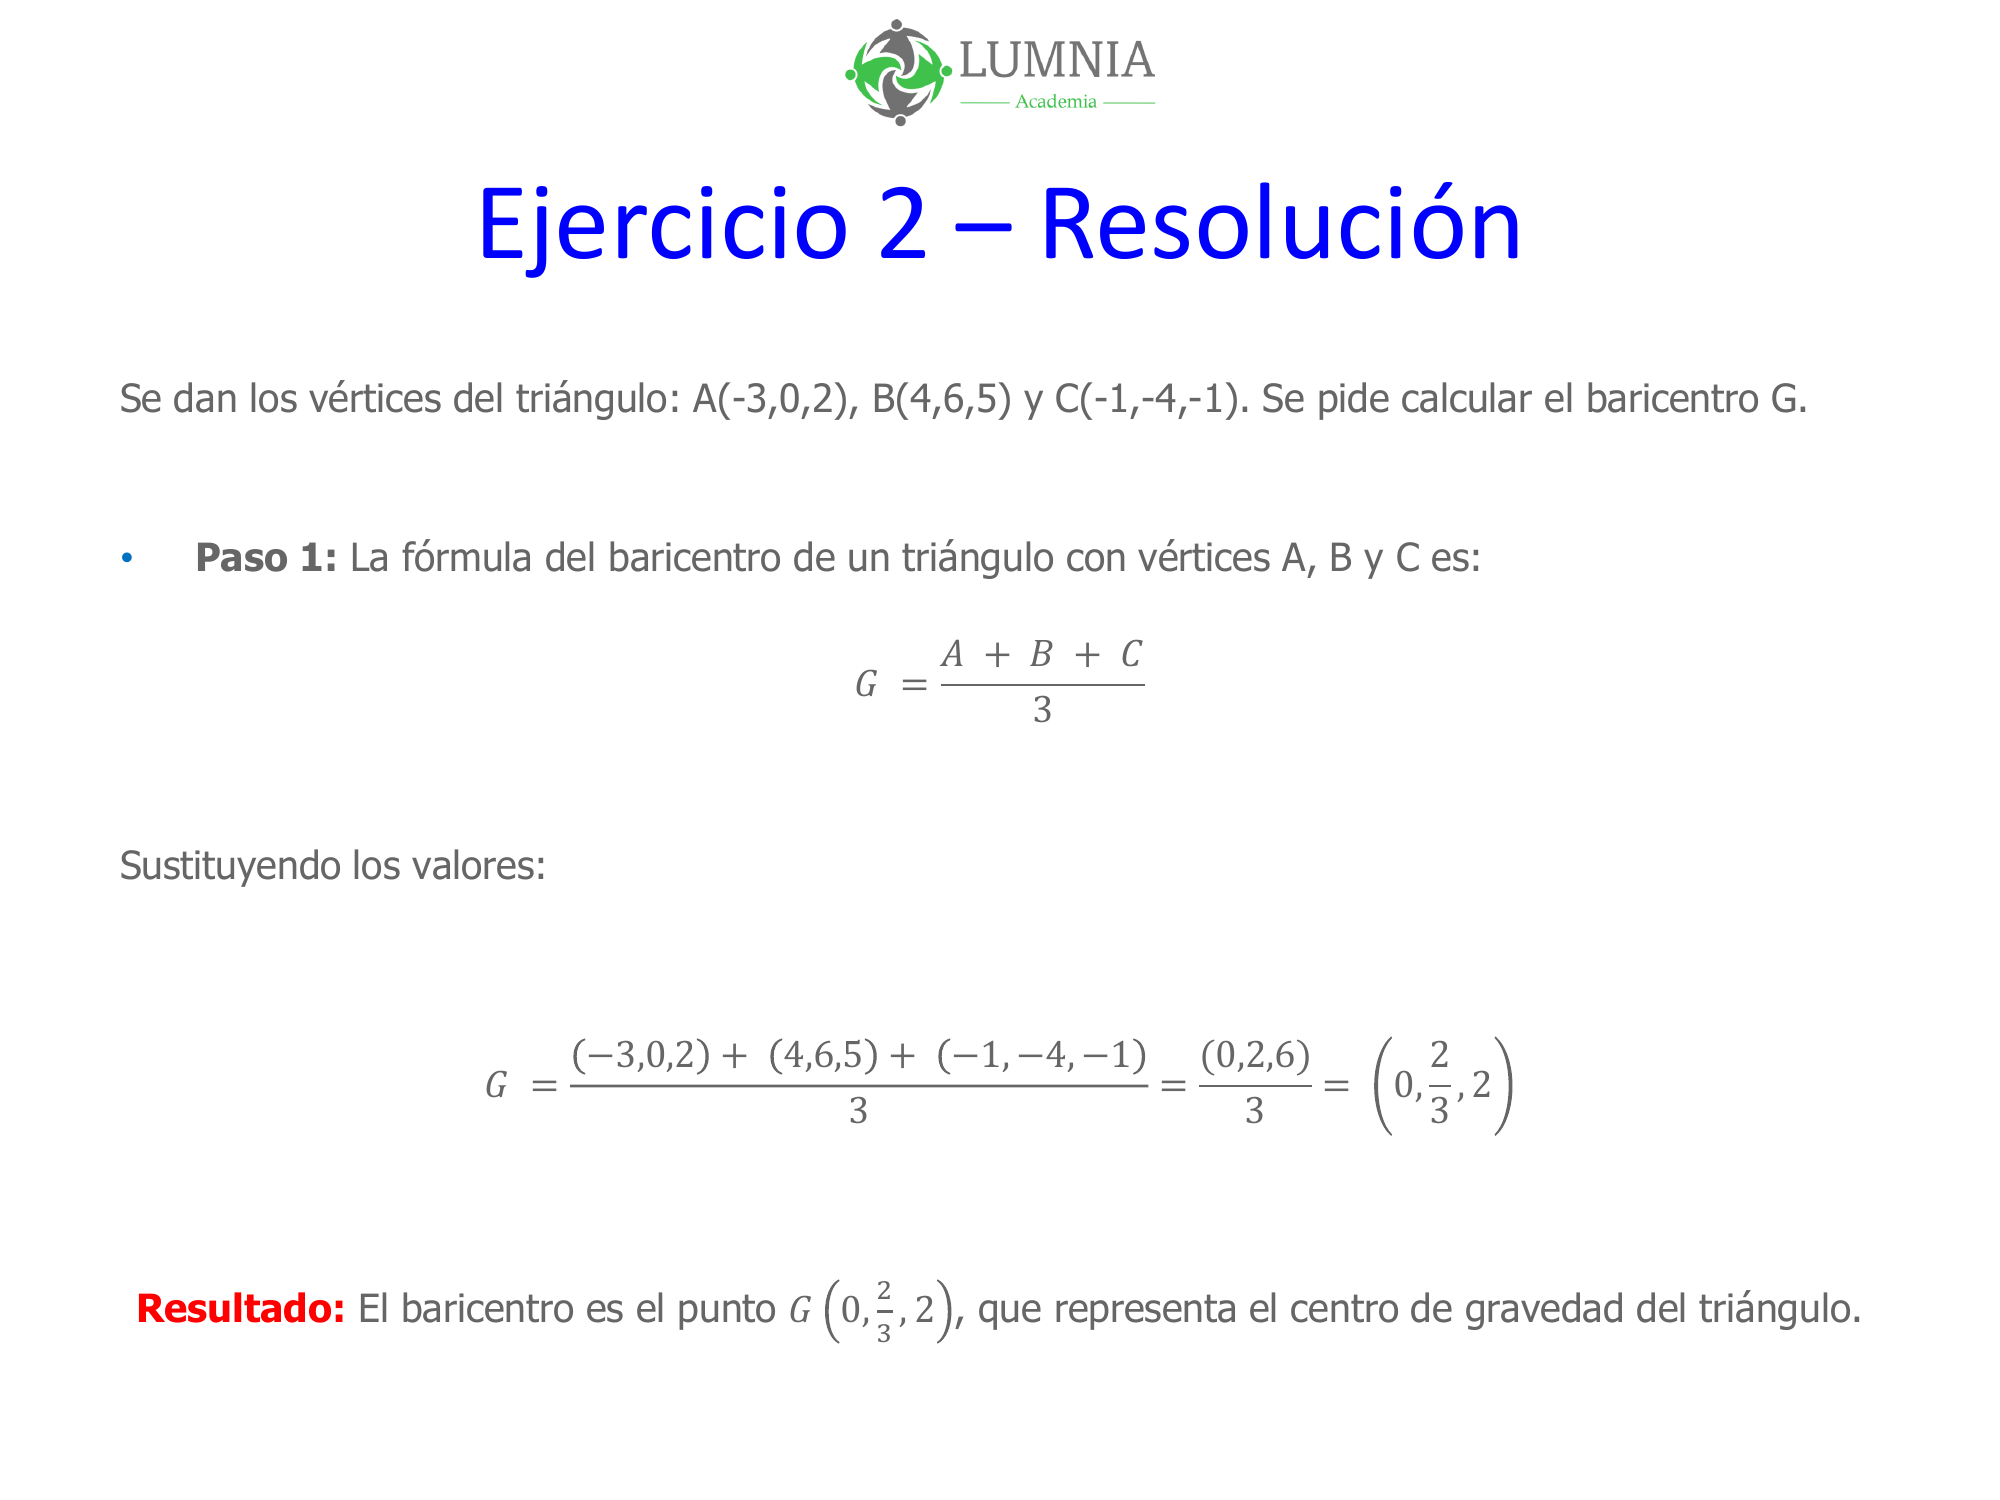 LUMNIA
Academia
Ejercicio 2 – Resolución
Se dan los vértices del triángulo: A(-3,0,2), B(4,6,5) y C(-1,-4,-1). Se pide calcular el baricentro G.
• Paso 1: La fórmula del baricentro de un triángulo con vértices A, B y C es:
G = \frac{A + B + C}{3}
Sustituyendo los valores:
G = \frac{(−3,0,2) + (4,6,5) + (−1,−4,−1)}{3} = \frac{(0,2,6)}{3} = \left(0, \frac{2}{3}, 2\right)
Resultado: El baricentro es el punto G \left(0, \frac{2}{3}, 2\right), que representa el centro de gravedad del triángulo.